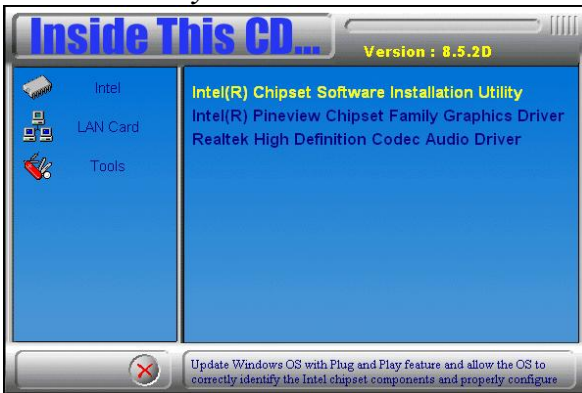 Inside This CD...
Version : 8.5.2D
Intel
LAN Card
Tools
Intel(R) Chipset Software Installation Utility
Intel(R) Pineview Chipset Family Graphics Driver
Realtek High Definition Codec Audio Driver
Update Windows OS with Plug and Play feature and allow the OS to
correctly identify the Intel chipset components and properly configure